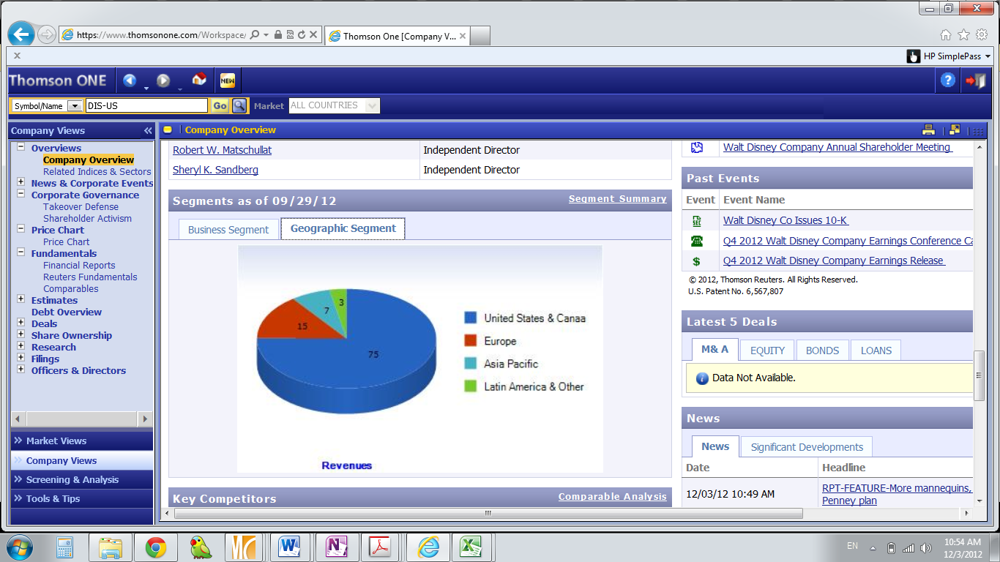 https://www.thomsonone.com/Workspace/
Thomson One [Company V...
x
HP SimplePass
Thomson ONE
NEW
Symbol/Name
DIS-US
Go
Market
ALL COUNTRIES
Company Views
Company Overview
Overviews
Company Overview
Related Indices & Sectors
News & Corporate Events
Corporate Governance
Takeover Defense
Shareholder Activism
Price Chart
Price Chart
Fundamentals
Financial Reports
Reuters Fundamentals
Comparables
Estimates
Debt Overview
Deals
Share Ownership
Research
Filings
Officers & Directors
Market Views
Company Views
Screening & Analysis
Tools & Tips
Robert W. Matschullat
Independent Director
Sheryl K. Sandberg
Independent Director
Segments as of 09/29/12
Segment Summary
Business Segment
Geographic Segment
3
7
15
75
United States & Canaa
Europe
Asia Pacific
Latin America & Other
Revenues
Key Competitors
Comparable Analysis
Walt Disney Company Annual Shareholder Meeting
Past Events
Event
Event Name
SEC
Walt Disney Co Issues 10-K
Q4 2012 Walt Disney Company Earnings Conference Ca
$
Q4 2012 Walt Disney Company Earnings Release
© 2012, Thomson Reuters. All Rights Reserved.
U.S. Patent No. 6,567,807
Latest 5 Deals
M& A
EQUITY
BONDS
LOANS
Data Not Available.
News
News
Significant Developments
Date
Headline
12/03/12 10:49 AM
RPT-FEATURE-More mannequins,
Penney plan
EN
10:54 AM
12/3/2012